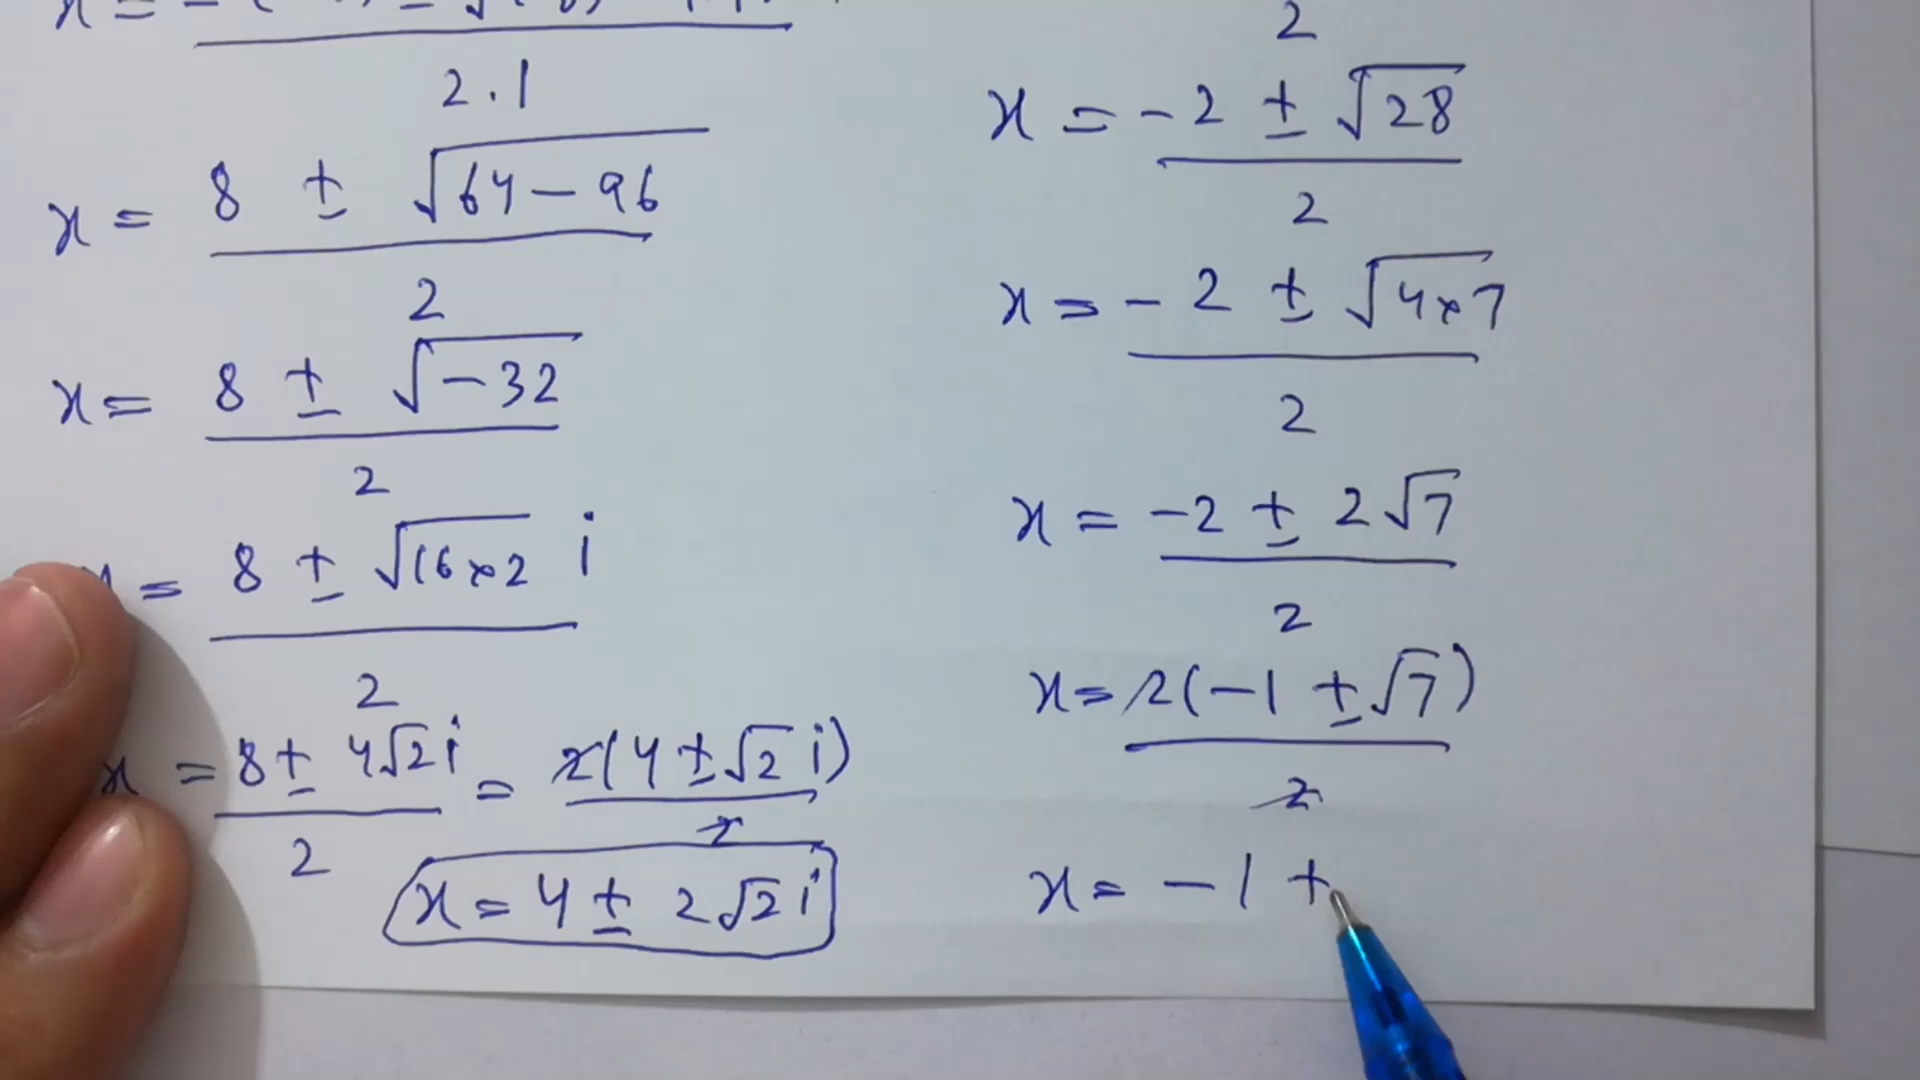 2.1
x = 8 ± √64-96
2
x = 8 ± √-32
2
= 8 ± √16×2 i
2
x = 8 ± 4√2 i = 2(4 ± √2 i)
2 2
x = 4 ± 2√2 i
2
x = -2 ± √28
2
x = -2 ± √4×7
2
x = -2 ± 2√7
2
x = 2(-1 ± √7)
2
x = -1 +